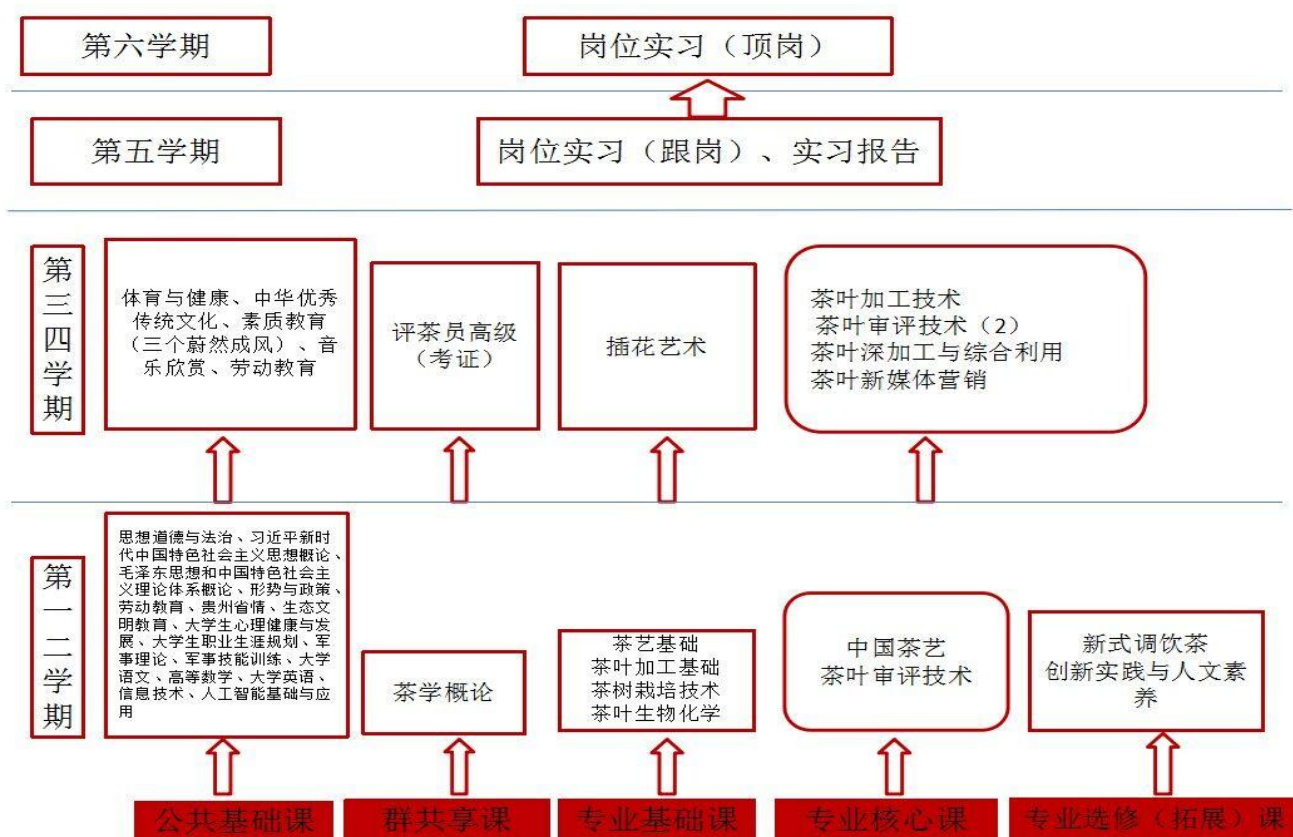 第六学期
岗位实习（顶岗）
第五学期
岗位实习（跟岗）、实习报告
第三四学期
体育与健康、中华优秀
传统文化、素质教育
（三个蔚然成风）、音
乐欣赏、劳动教育
评茶员高级
（考证）
插花艺术
茶叶加工技术
茶叶审评技术（2）
茶叶深加工与综合利用
茶叶新媒体营销
第一二学期
思想道德与法治、习近平新时
代中国特色社会主义思想概论、
毛泽东思想和中国特色社会主
义理论体系概论、形势与政策、
劳动教育、贵州省情、生态文
明教育、大学生心理健康与发
展、大学生职业生涯规划、军
事理论、军事技能训练、大学
语文、高等数学、大学英语、
信息技术、人工智能基础与应
用
茶学概论
茶艺基础
茶叶加工基础
茶树栽培技术
茶叶生物化学
中国茶艺
茶叶审评技术
新式调饮茶
创新实践与人文素
养
公共基础课
群共享课
专业基础课
专业核心课
专业选修（拓展）课